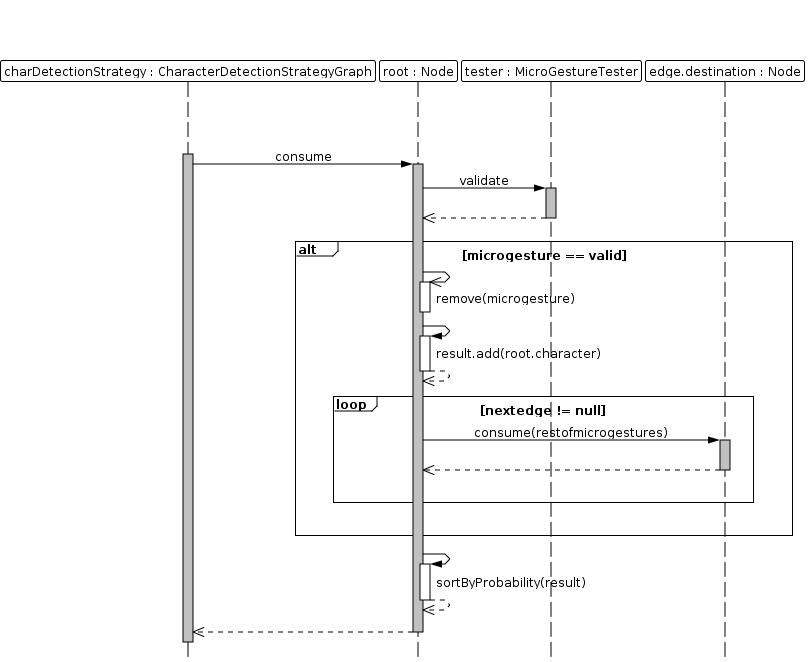 charDetectionStrategy : CharacterDetectionStrategyGraph
root : Node
tester : MicroGestureTester
edge.destination : Node
consume
validate
alt
[microgesture == valid]
remove(microgesture)
result.add(root.character)
loop
[nextedge != null]
consume(restofmicrogestures)
sortByProbability(result)